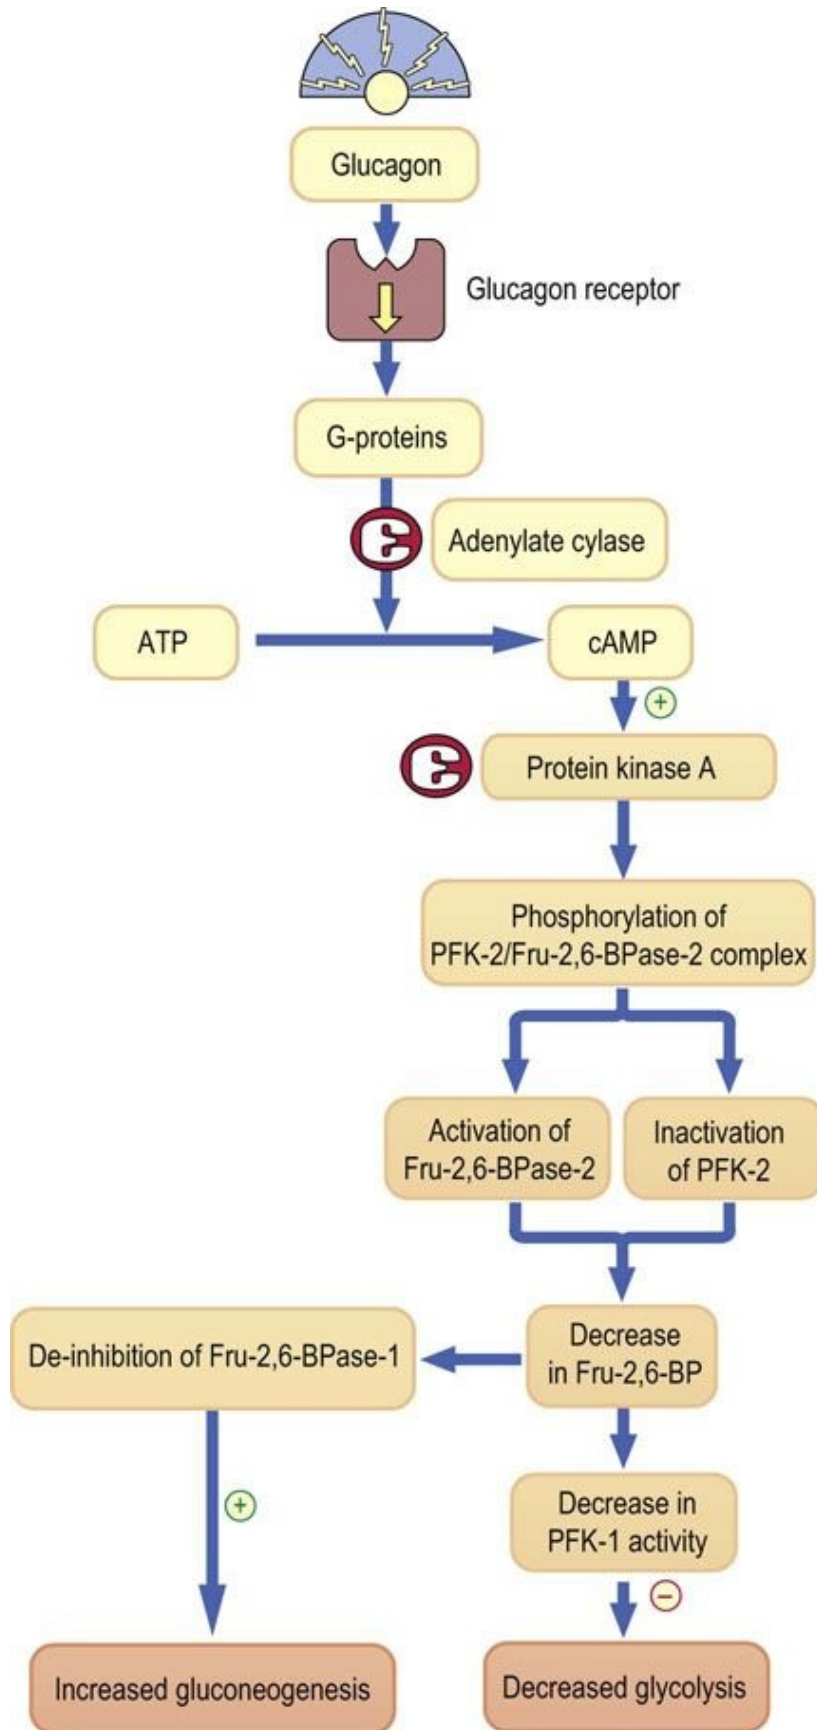 Glucagon
Glucagon receptor
G-proteins
Adenylate cylase
ATP
cAMP
+
Protein kinase A
Phosphorylation of
PFK-2/Fru-2,6-BPase-2 complex
Activation of
Fru-2,6-BPase-2
Inactivation
of PFK-2
De-inhibition of Fru-2,6-BPase-1
Decrease
in Fru-2,6-BP
+
Decrease in
PFK-1 activity
−
Increased gluconeogenesis
Decreased glycolysis